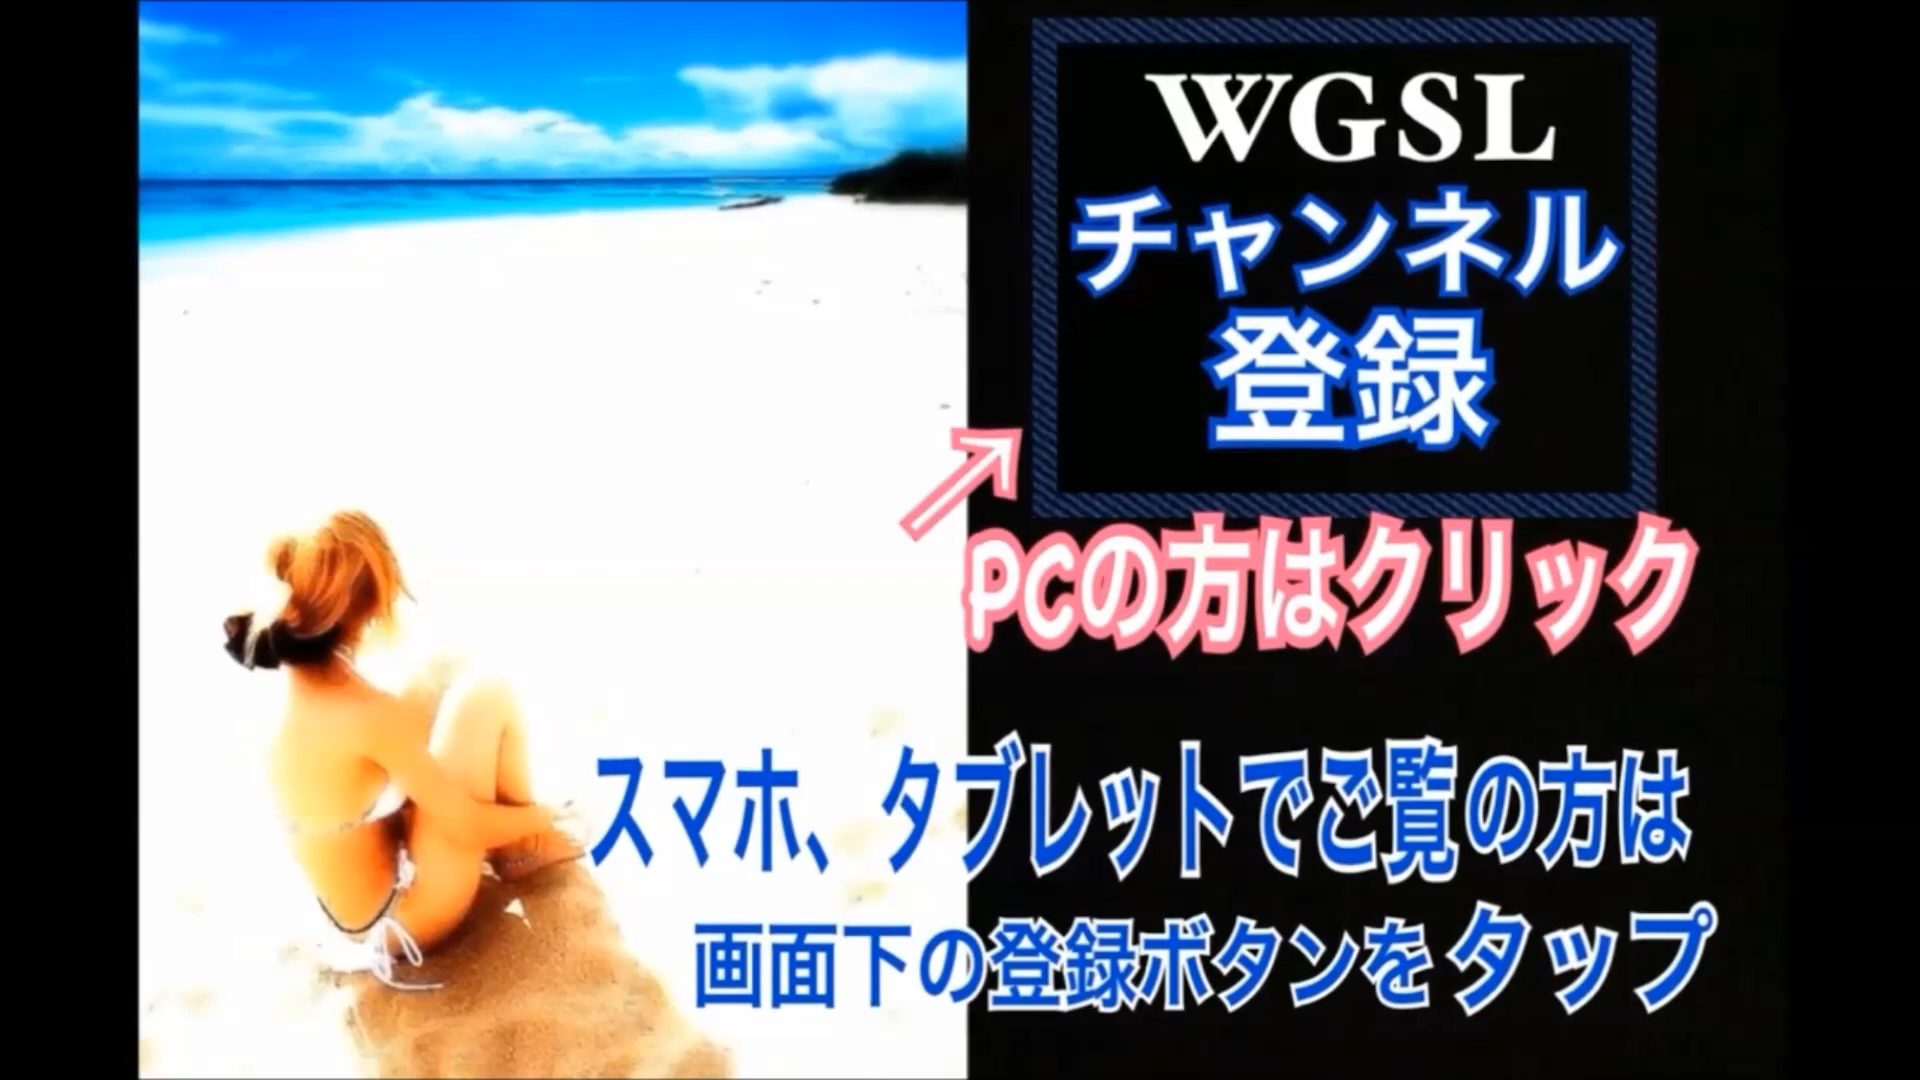 WGSL
チャンネル
登録
PCの方はクリック
スマホ、タブレットでご覧の方は
画面下の登録ボタンをタップ